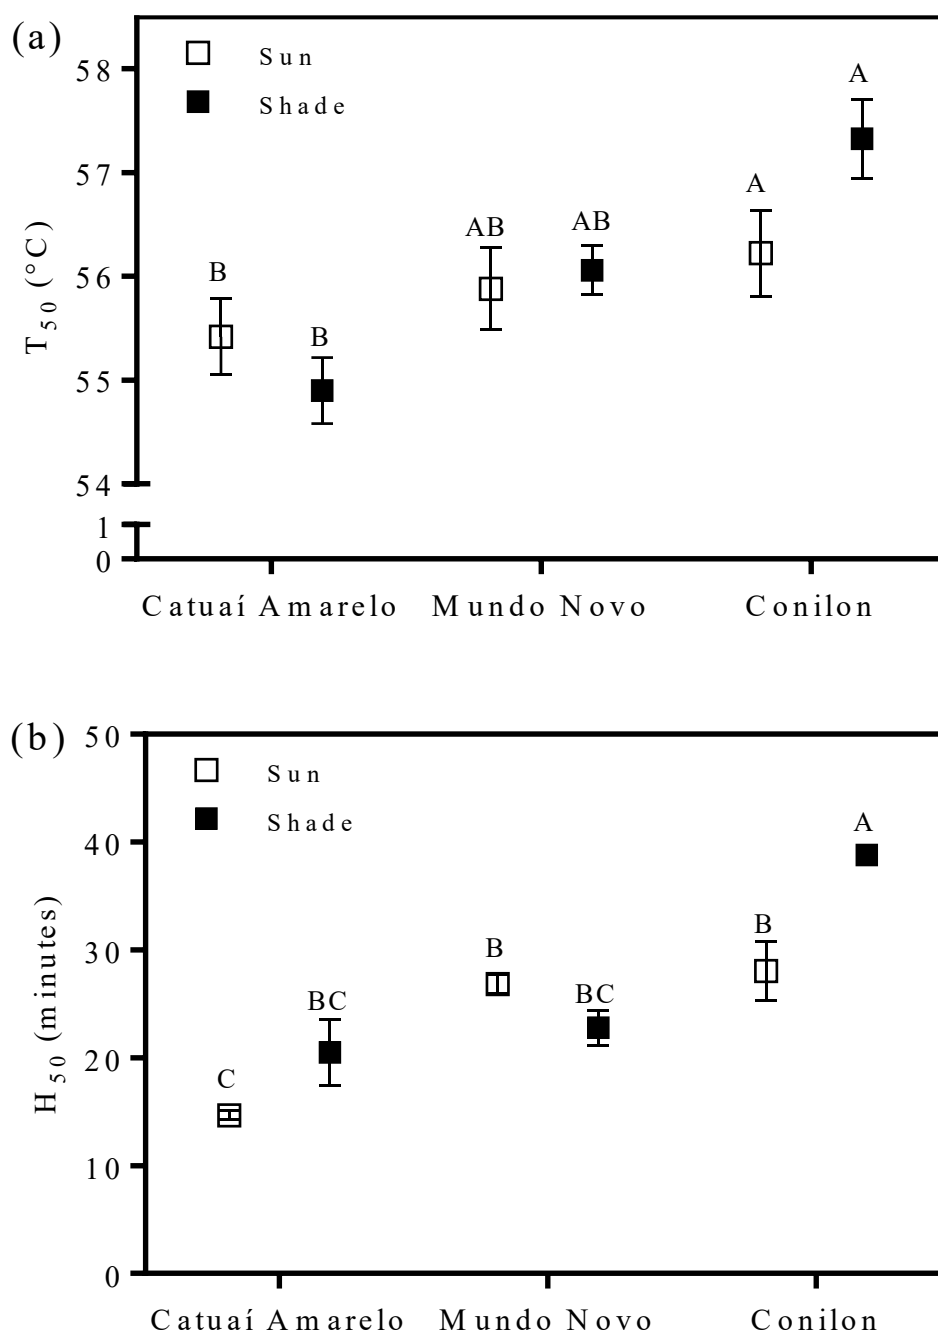 (a)
Sun
Shade
T50 (°C)
58
57
56
55
54
1
0
B
B
AB
AB
A
A
Catuaí Amarelo
Mundo Novo
Conilon
(b)
Sun
Shade
H50 (minutes)
50
40
30
20
10
0
C
BC
B
BC
B
A
Catuaí Amarelo
Mundo Novo
Conilon